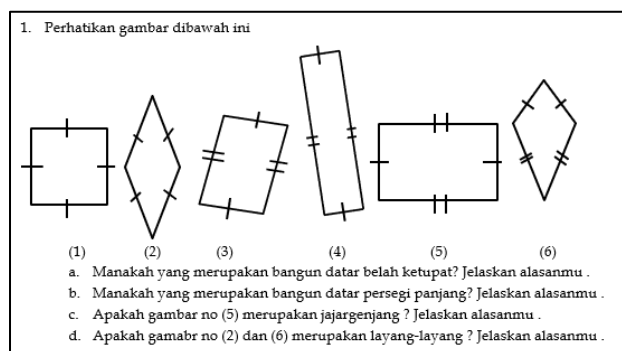 1. Perhatikan gambar dibawah ini
(1) (2) (3) (4) (5) (6)
a. Manakah yang merupakan bangun datar belah ketupat? Jelaskan alasanmu .
b. Manakah yang merupakan bangun datar persegi panjang? Jelaskan alasanmu .
c. Apakah gambar no (5) merupakan jajargenjang ? Jelaskan alasanmu .
d. Apakah gamabr no (2) dan (6) merupakan layang-layang ? Jelaskan alasanmu .